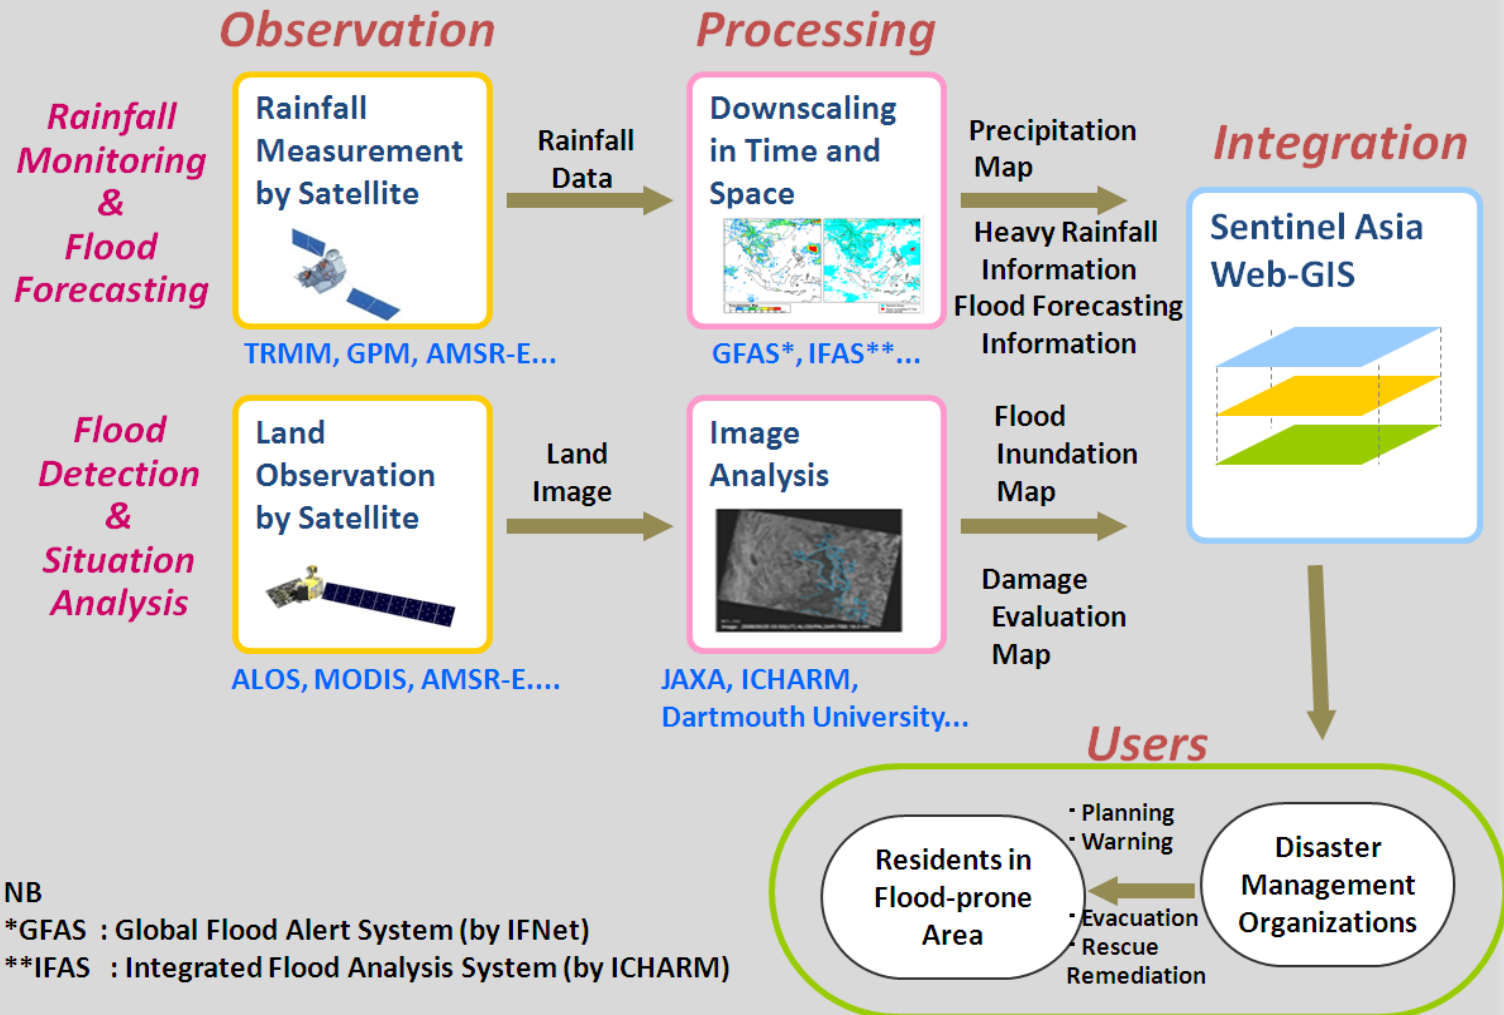 Observation
Processing
Rainfall
Monitoring
&
Flood
Forecasting
Rainfall
Measurement
by Satellite
TRMM, GPM, AMSR-E...
Rainfall
Data
Downscaling
in Time and
Space
GFAS*, IFAS**...
Precipitation
Map
Heavy Rainfall
Information
Flood Forecasting
Information
Integration
Sentinel Asia
Web-GIS
Flood
Detection
&
Situation
Analysis
Land
Observation
by Satellite
ALOS, MODIS, AMSR-E....
Land
Image
Image
Analysis
JAXA, ICHARM,
Dartmouth University...
Flood
Inundation
Map
Damage
Evaluation
Map
Users
Residents in
Flood-prone
Area
- Planning
- Warning
- Evacuation
- Rescue
Remediation
Disaster
Management
Organizations
NB
*GFAS : Global Flood Alert System (by IFNet)
**IFAS : Integrated Flood Analysis System (by ICHARM)